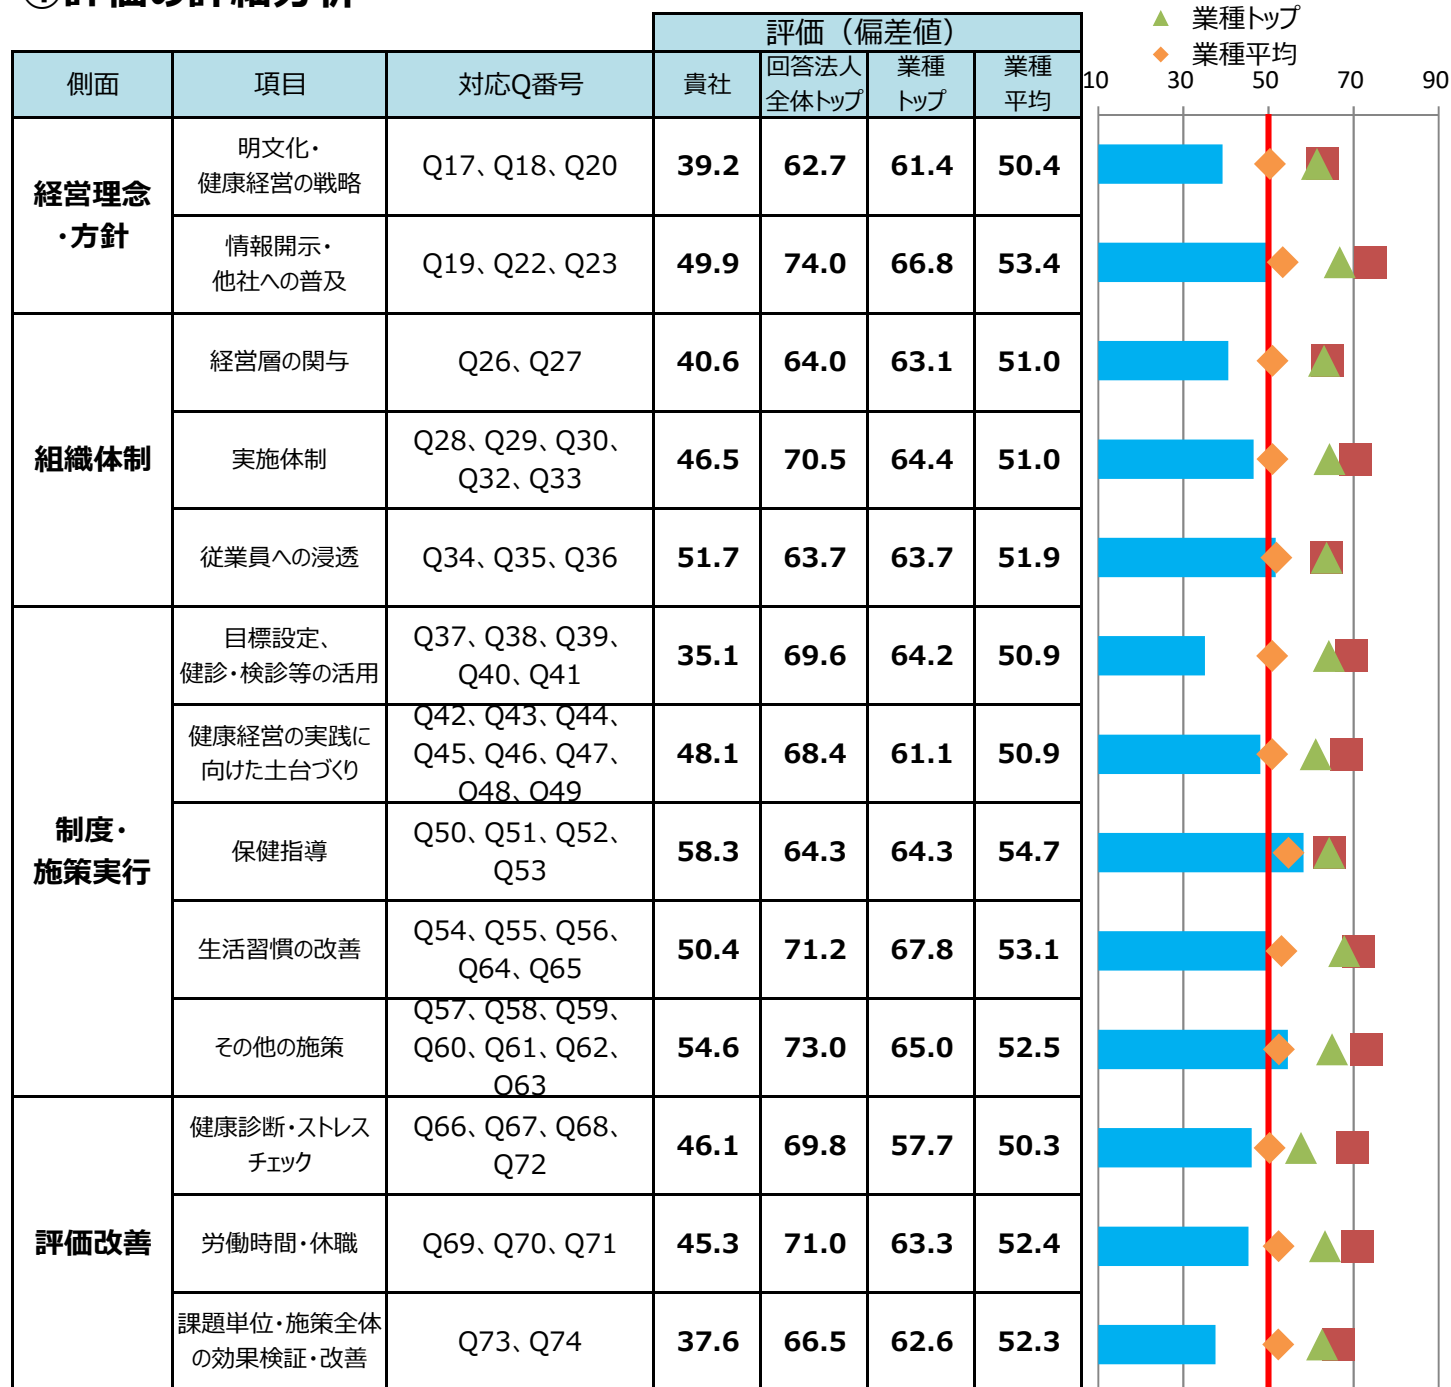 ①評価の詳細分析
▲ 業種トップ
◆ 業種平均
評価（偏差値）
側面 項目 対応Q番号 貴社 回答法人 業種 業種
全体トップ トップ 平均
10 30 50 70 90
経営理念
・方針
明文化・
健康経営の戦略
Q17、Q18、Q20 39.2 62.7 61.4 50.4
情報開示・
他社への普及
Q19、Q22、Q23 49.9 74.0 66.8 53.4
組織体制
経営層の関与 Q26、Q27 40.6 64.0 63.1 51.0
実施体制
Q28、Q29、Q30、
Q32、Q33
46.5 70.5 64.4 51.0
従業員への浸透 Q34、Q35、Q36 51.7 63.7 63.7 51.9
制度・
施策実行
目標設定、
健診・検診等の活用
Q37、Q38、Q39、
Q40、Q41
35.1 69.6 64.2 50.9
健康経営の実践に
向けた土台づくり
Q42、Q43、Q44、
Q45、Q46、Q47、
Q48、Q49
48.1 68.4 61.1 50.9
保健指導
Q50、Q51、Q52、
Q53
58.3 64.3 64.3 54.7
生活習慣の改善
Q54、Q55、Q56、
Q64、Q65
50.4 71.2 67.8 53.1
その他の施策
Q57、Q58、Q59、
Q60、Q61、Q62、
Q63
54.6 73.0 65.0 52.5
評価改善
健康診断・ストレス
チェック
Q66、Q67、Q68、
Q72
46.1 69.8 57.7 50.3
労働時間・休職 Q69、Q70、Q71 45.3 71.0 63.3 52.4
課題単位・施策全体
の効果検証・改善
Q73、Q74 37.6 66.5 62.6 52.3